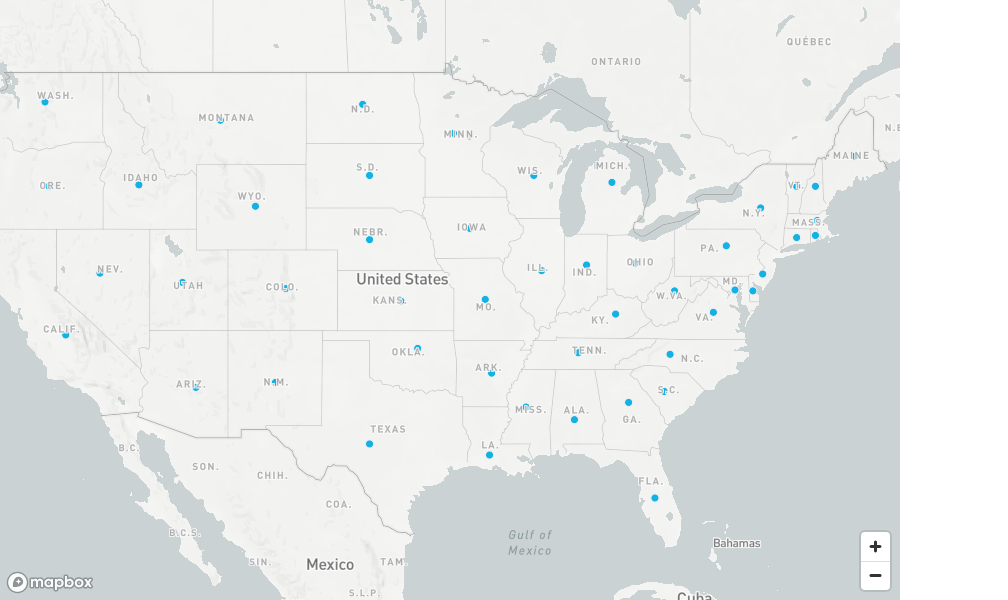 QUÉBEC
ONTARIO
WASH.
MONTANA
N.D.
MINN.
N.B
MAINE
ORE.
IDAHO
S.D.
WIS.
MICH.
VT.
WYO.
N.Y.
MASS.
NEBR.
IOWA
NEV.
UTAH
COLO.
United States
KANS.
ILL.
IND.
OHIO
PA.
MD.
MO.
W.VA.
KY.
VA.
CALIF.
OKLA.
ARK.
TENN.
N.C.
ARIZ.
N.M.
S.C.
MISS.
ALA.
GA.
TEXAS
LA.
B.C.
SON.
CHIH.
COA.
FLA.
B.C.S.
SIN.
Mexico
TAM.
S.L.P.
Gulf of
Mexico
Bahamas
Cuba
+
−
mapbox